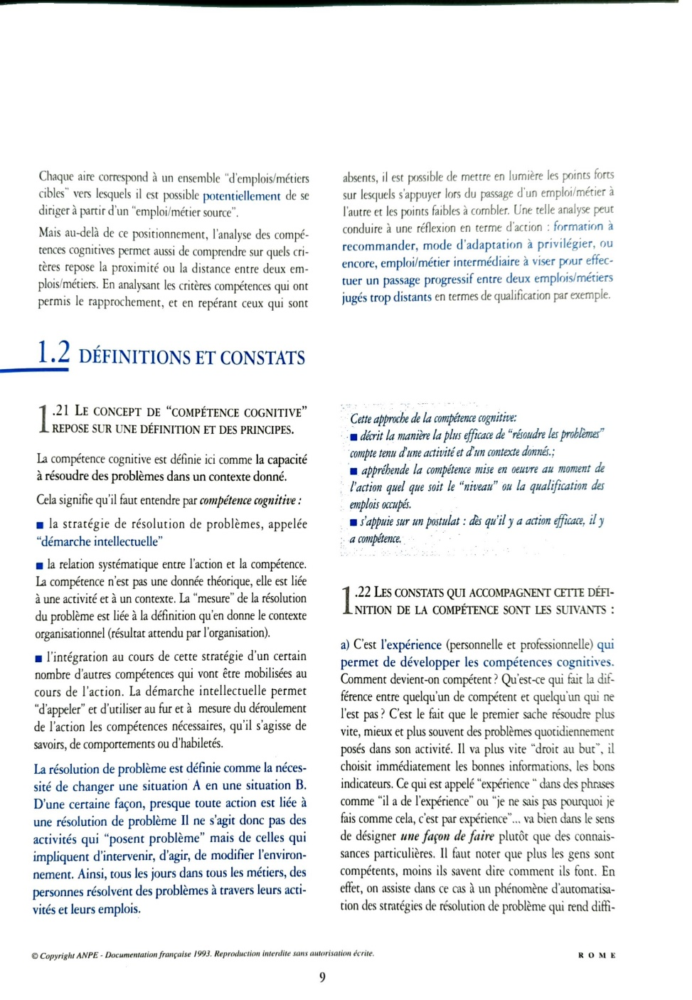 Chaque aire correspond à un ensemble "d'emplois/métiers
cibles" vers lesquels il est possible potentiellement de se
diriger à partir d'un "emploi/métier source".
Mais au-delà de ce positionnement, l'analyse des compé-
tences cognitives permet aussi de comprendre sur quels cri-
tères repose la proximité ou la distance entre deux em-
plois/métiers. En analysant les critères compétences qui ont
permis le rapprochement, et en repérant ceux qui sont
absents, il est possible de mettre en lumière les points forts
sur lesquels s'appuyer lors du passage d'un emploi/métier à
l'autre et les points faibles à combler. Une telle analyse peut
conduire à une réflexion en terme d'action : formation à
recommander, mode d'adaptation à privilégier, ou
encore, emploi/métier intermédiaire à viser pour effec-
tuer un passage progressif entre deux emplois/métiers
jugés trop distants en termes de qualification par exemple.
1.2 DÉFINITIONS ET CONSTATS
1.21 LE CONCEPT DE "COMPÉTENCE COGNITIVE"
REPOSE SUR UNE DÉFINITION ET DES PRINCIPES.
La compétence cognitive est définie ici comme la capacité
à résoudre des problèmes dans un contexte donné.
Cela signifie qu'il faut entendre par compétence cognitive :
■ la stratégie de résolution de problèmes, appelée
"démarche intellectuelle"
■ la relation systématique entre l'action et la compétence.
La compétence n'est pas une donnée théorique, elle est liée
à une activité et à un contexte. La "mesure" de la résolution
du problème est liée à la définition qu'en donne le contexte
organisationnel (résultat attendu par l'organisation).
■ l'intégration au cours de cette stratégie d'un certain
nombre d'autres compétences qui vont être mobilisées au
cours de l'action. La démarche intellectuelle permet
"d'appeler" et d'utiliser au fur et à mesure du déroulement
de l'action les compétences nécessaires, qu'il s'agisse de
savoirs, de comportements ou d'habiletés.
La résolution de problème est définie comme la néces-
sité de changer une situation A en une situation B.
D'une certaine façon, presque toute action est liée à
une résolution de problème Il ne s'agit donc pas des
activités qui "posent problème" mais de celles qui
impliquent d'intervenir, d'agir, de modifier l'environ-
nement. Ainsi, tous les jours dans tous les métiers, des
personnes résolvent des problèmes à travers leurs acti-
vités et leurs emplois.
Cette approche de la compétence cognitive:
■ décrit la manière la plus efficace de "résoudre les problèmes"
compte tenu d'une activité et d'un contexte donnés.;
■ appréhende la compétence mise en oeuvre au moment de
l'action quel que soit le "niveau" ou la qualification des
emplois occupés.
■ s'appuie sur un postulat : dès qu'il y a action efficace, il y
a compétence.
1.22 LES CONSTATS QUI ACCOMPAGNENT CETTE DÉFI-
NITION DE LA COMPÉTENCE SONT LES SUIVANTS :
a) C'est l'expérience (personnelle et professionnelle) qui
permet de développer les compétences cognitives.
Comment devient-on compétent ? Qu'est-ce qui fait la dif-
férence entre quelqu'un de compétent et quelqu'un qui ne
l'est pas ? C'est le fait que le premier sache résoudre plus
vite, mieux et plus souvent des problèmes quotidiennement
posés dans son activité. Il va plus vite "droit au but", il
choisit immédiatement les bonnes informations, les bons
indicateurs. Ce qui est appelé "expérience " dans des phrases
comme "il a de l'expérience" ou "je ne sais pas pourquoi je
fais comme cela, c'est par expérience"... va bien dans le sens
de désigner une façon de faire plutôt que des connais-
sances particulières. Il faut noter que plus les gens sont
compétents, moins ils savent dire comment ils font. En
effet, on assiste dans ce cas à un phénomène d'automatisa-
tion des stratégies de résolution de problème qui rend diffi-
© Copyright ANPE - Documentation française 1993. Reproduction interdite sans autorisation écrite.
ROME
9